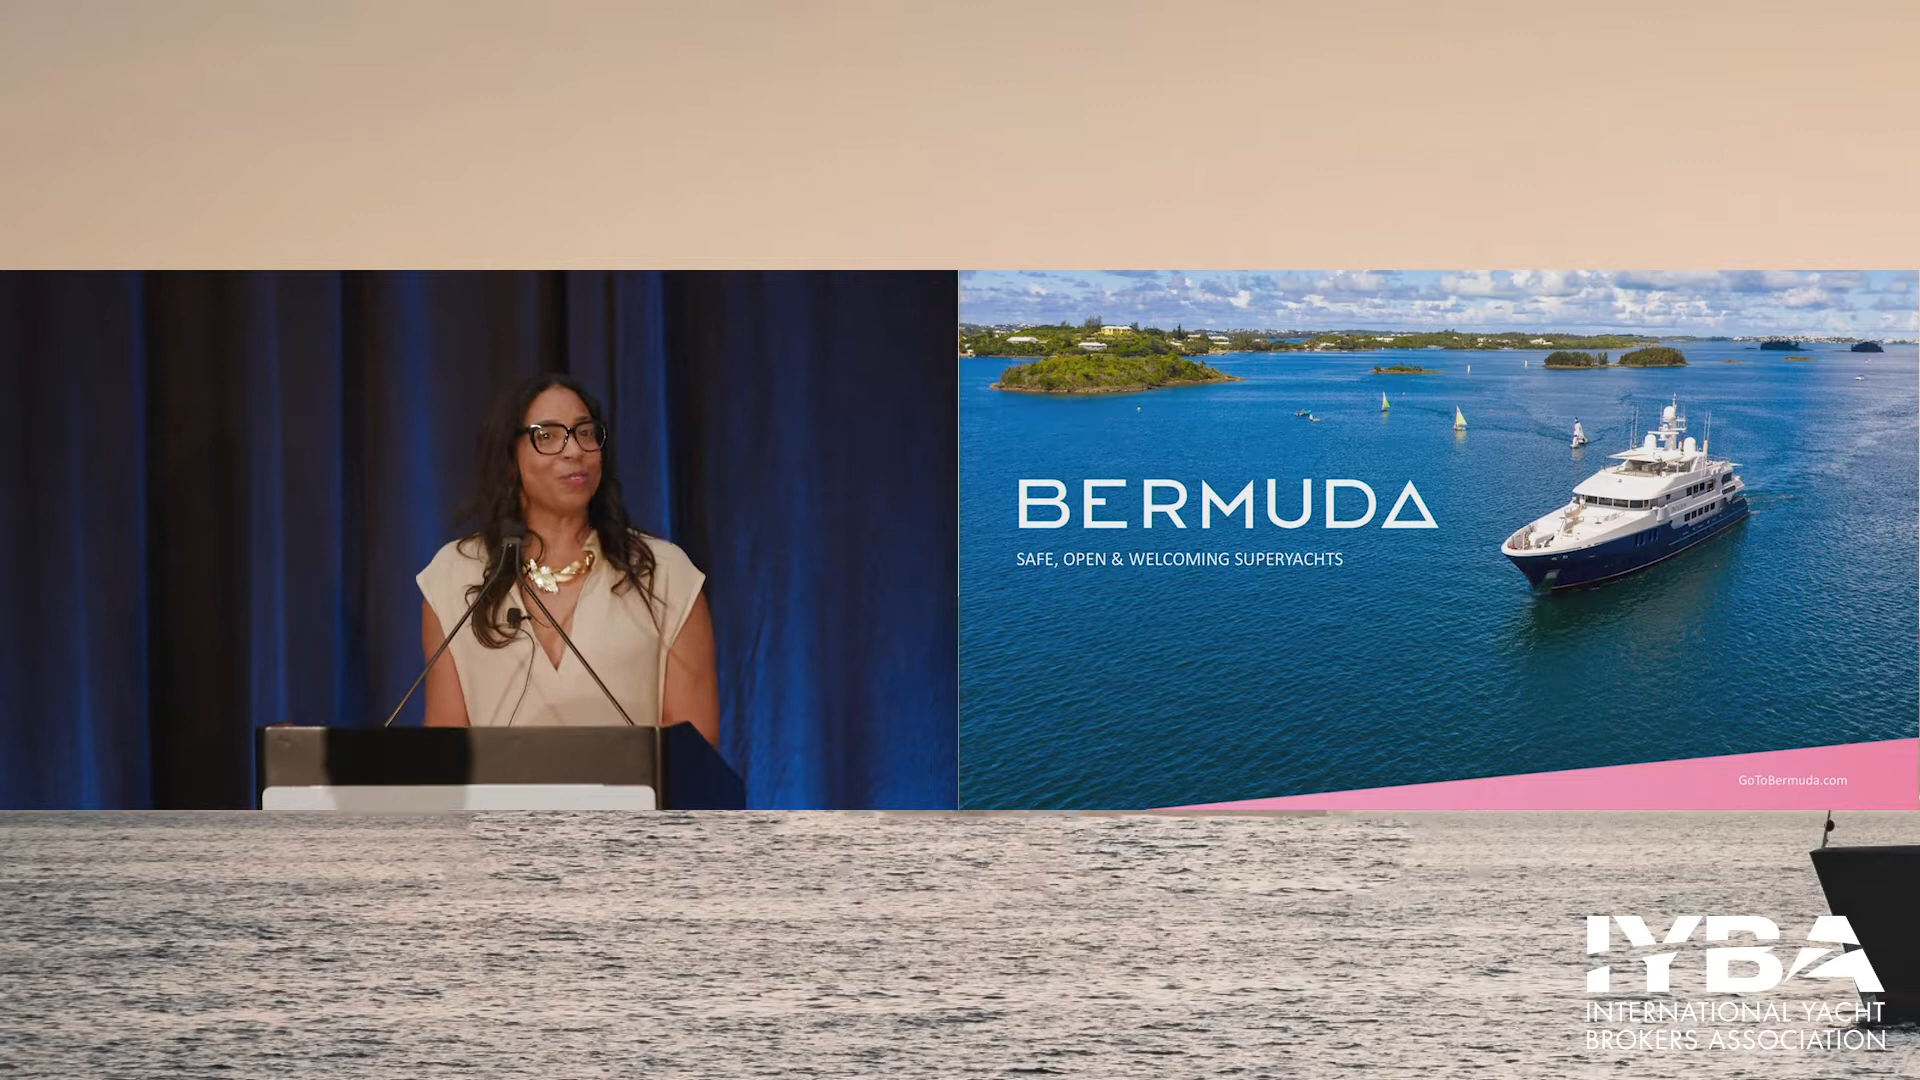 BERMUDA
SAFE, OPEN & WELCOMING SUPERYACHTS
GoToBermuda.com
IYBA
INTERNATIONAL YACHT
BROKERS ASSOCIATION